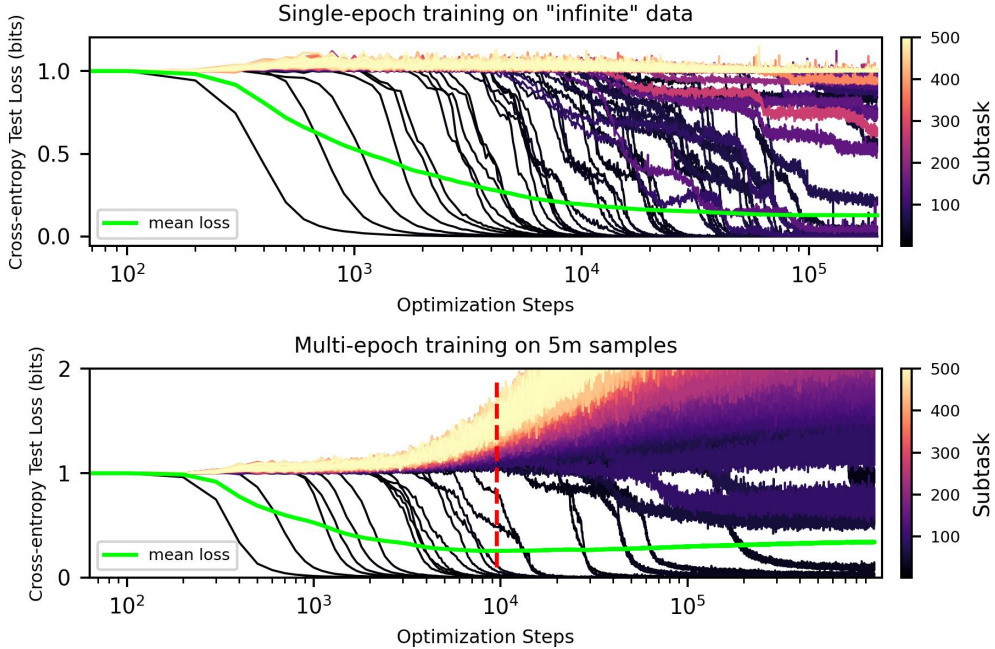 Single-epoch training on "infinite" data
Cross-entropy Test Loss (bits)
1.0
0.5
0.0
mean loss
10²
10³
10⁴
10⁵
Optimization Steps
500
400
300
200
100
Subtask
Multi-epoch training on 5m samples
Cross-entropy Test Loss (bits)
2
1
0
mean loss
10²
10³
10⁴
10⁵
Optimization Steps
500
400
300
200
100
Subtask